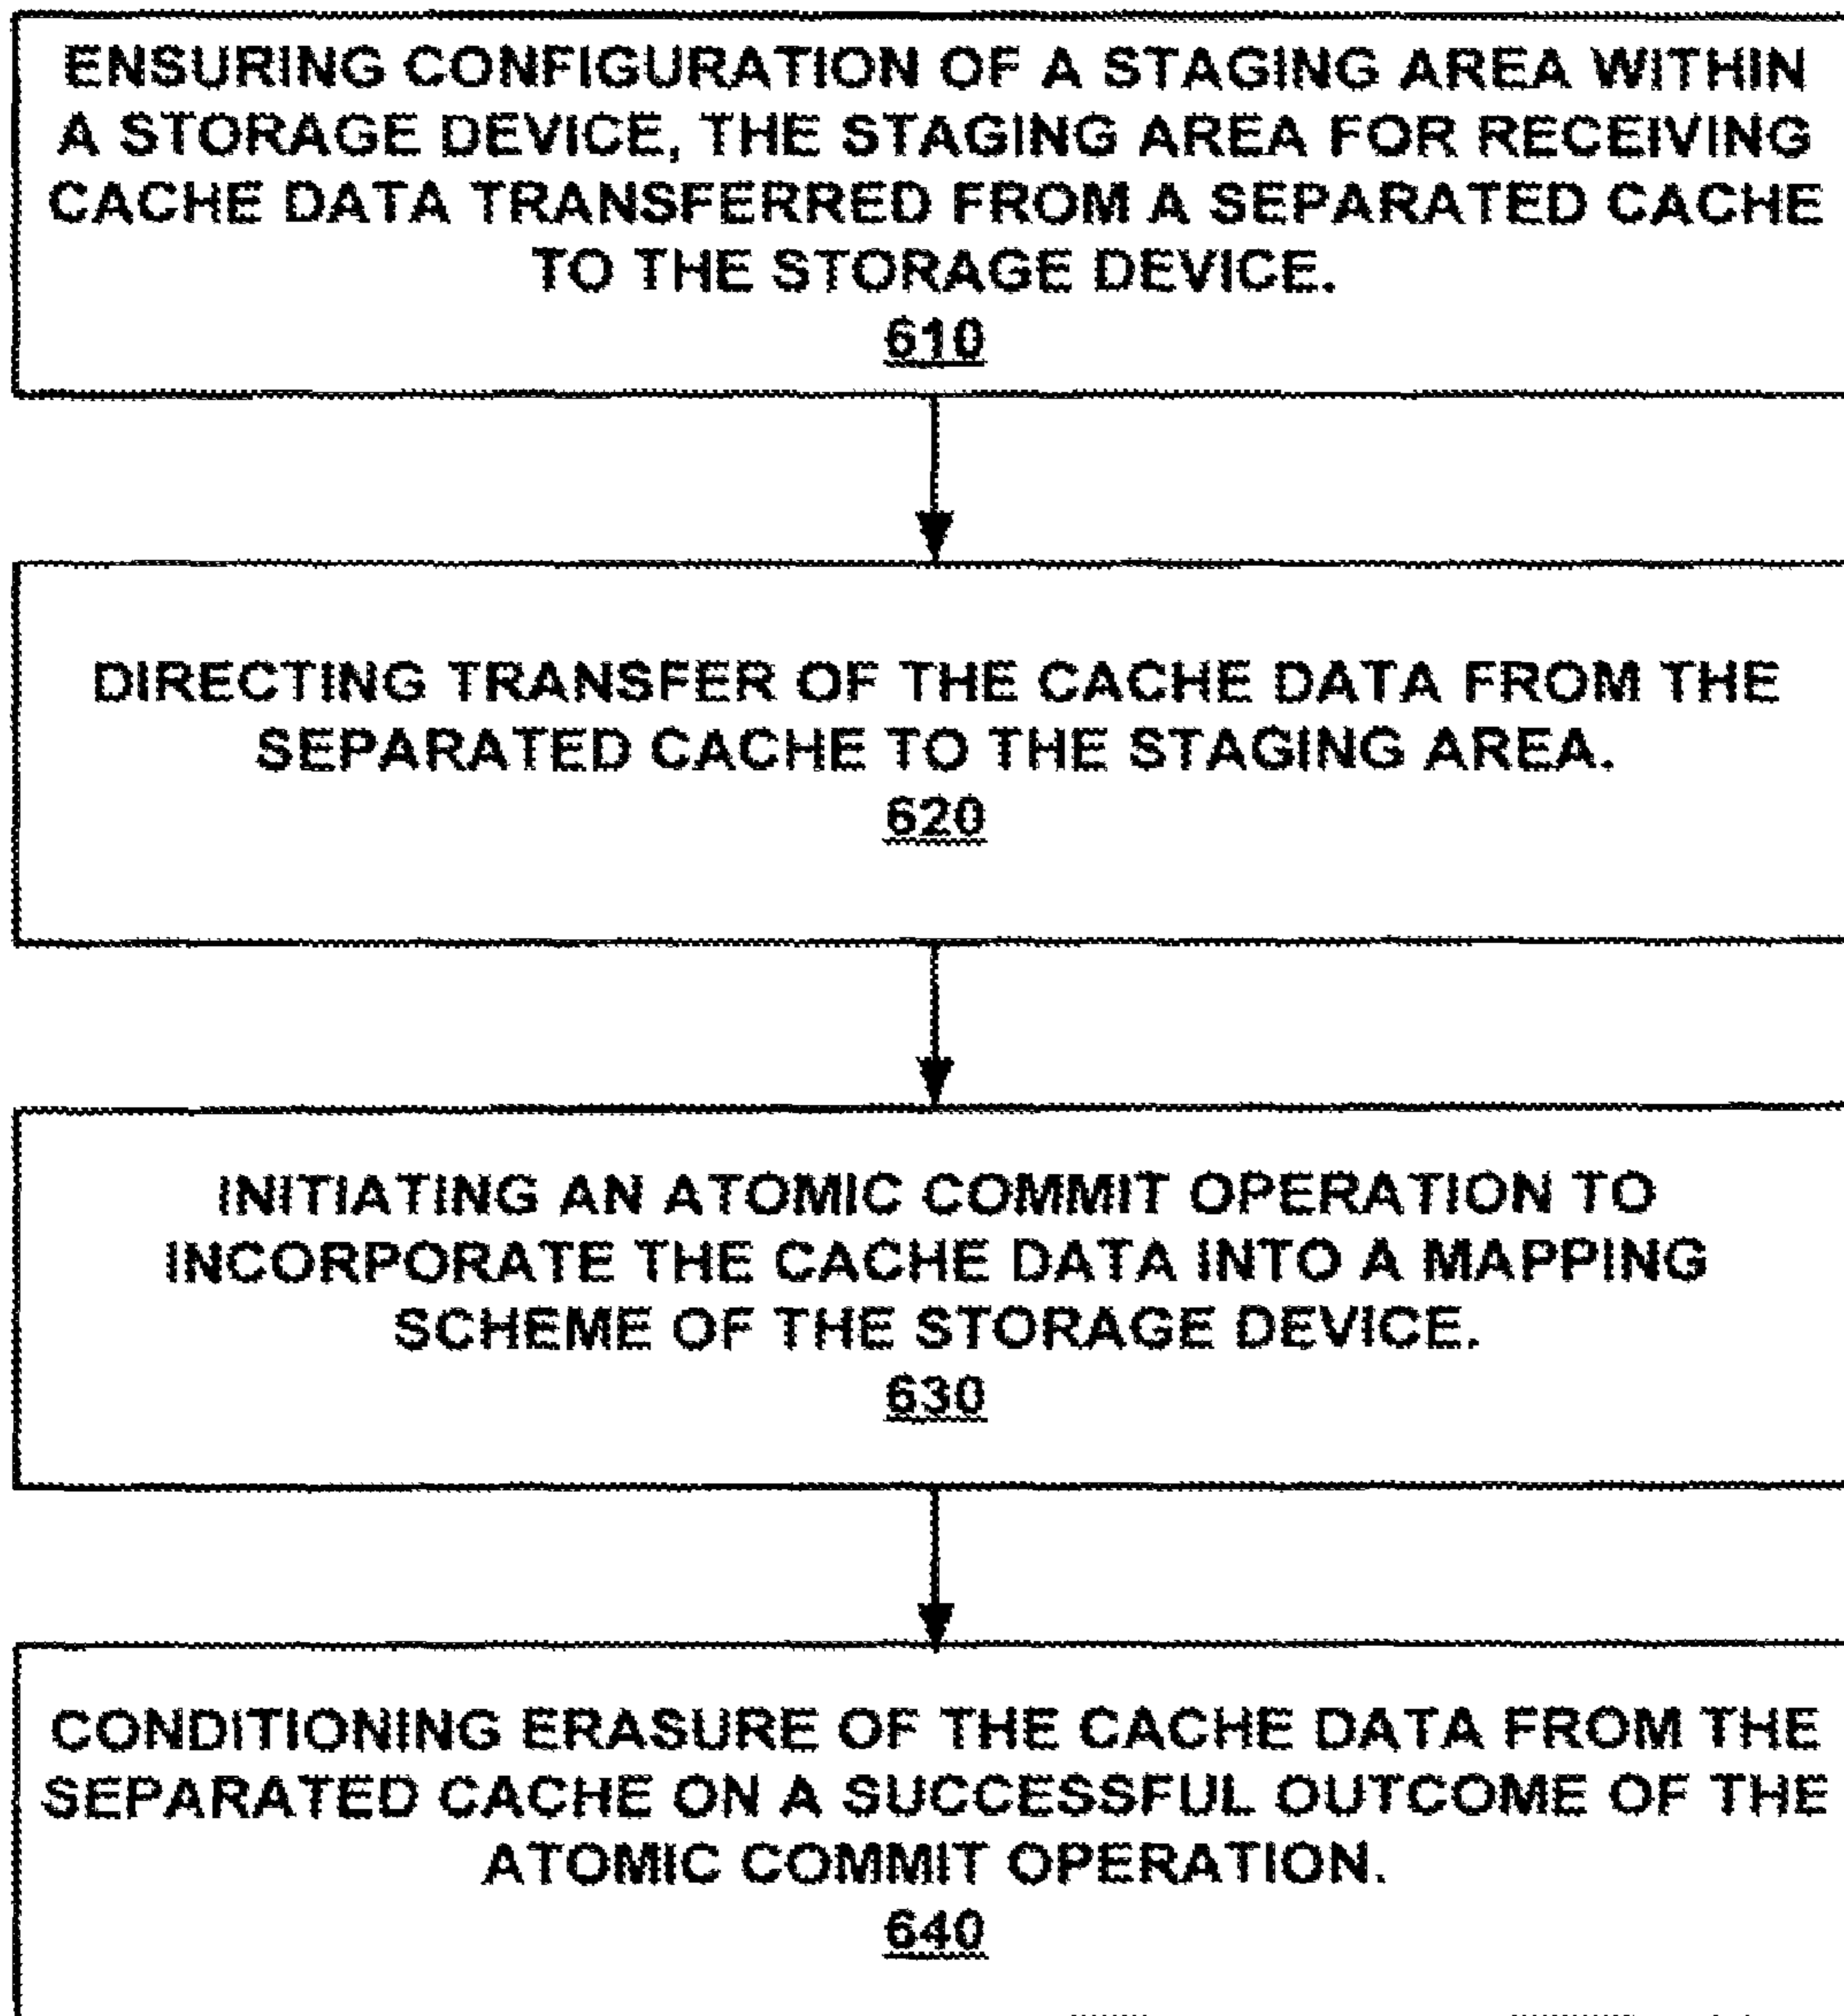 ENSURING CONFIGURATION OF A STAGING AREA WITHIN
A STORAGE DEVICE, THE STAGING AREA FOR RECEIVING
CACHE DATA TRANSFERRED FROM A SEPARATED CACHE
TO THE STORAGE DEVICE.
610
DIRECTING TRANSFER OF THE CACHE DATA FROM THE
SEPARATED CACHE TO THE STAGING AREA.
620
INITIATING AN ATOMIC COMMIT OPERATION TO
INCORPORATE THE CACHE DATA INTO A MAPPING
SCHEME OF THE STORAGE DEVICE.
630
CONDITIONING ERASURE OF THE CACHE DATA FROM THE
SEPARATED CACHE ON A SUCCESSFUL OUTCOME OF THE
ATOMIC COMMIT OPERATION.
640